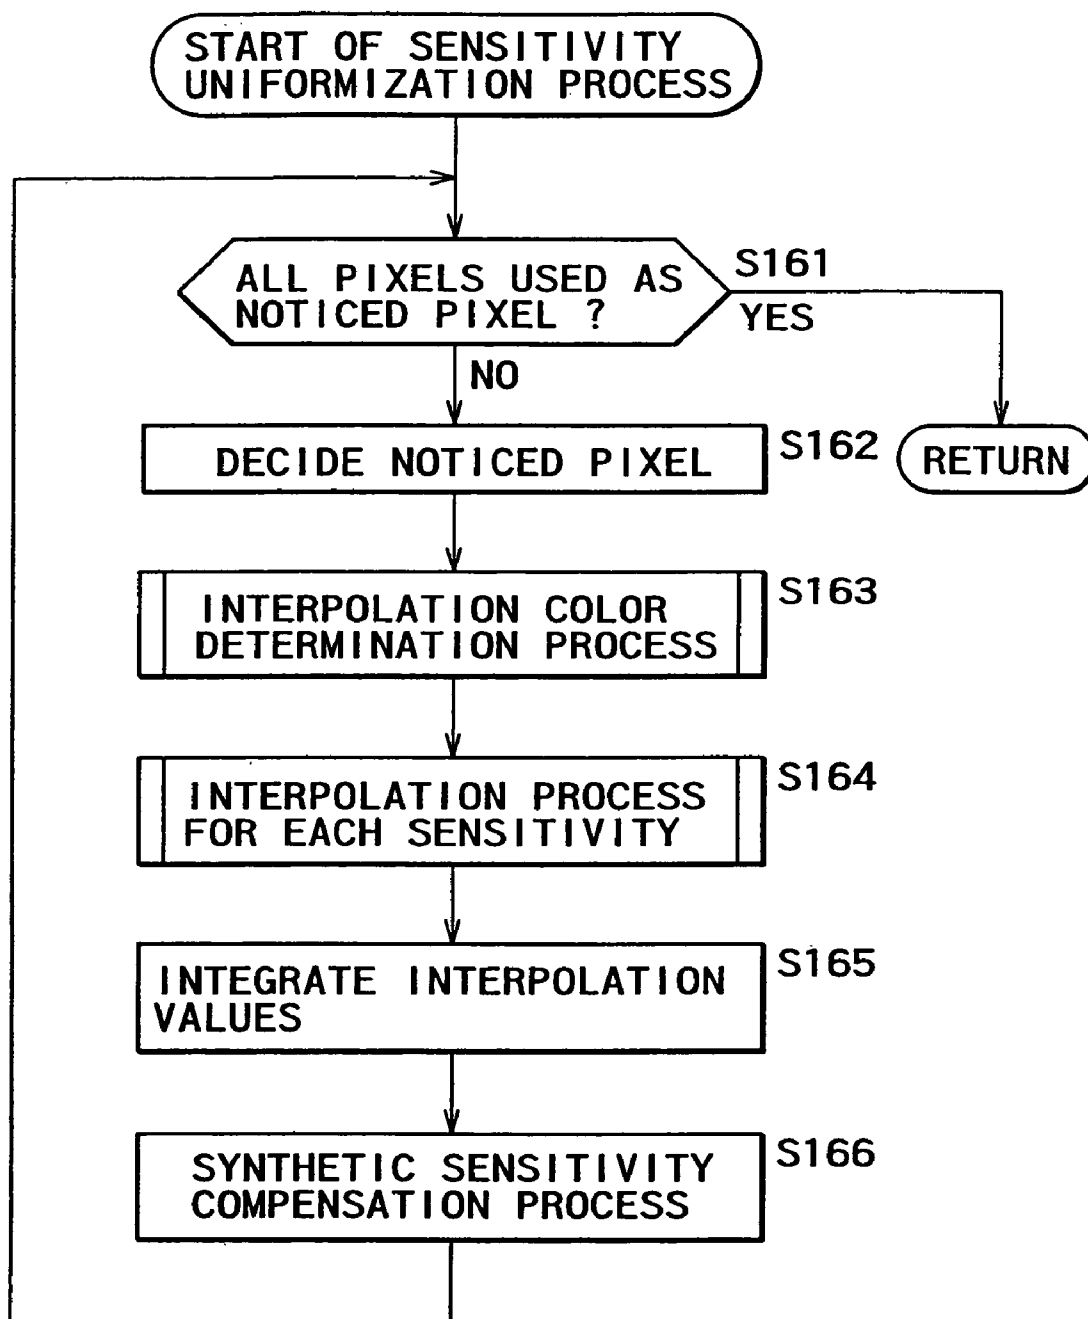 START OF SENSITIVITY
UNIFORMIZATION PROCESS
ALL PIXELS USED AS
NOTICED PIXEL ?
S161
YES
NO
DECIDE NOTICED PIXEL
S162
RETURN
INTERPOLATION COLOR
DETERMINATION PROCESS
S163
INTERPOLATION PROCESS
FOR EACH SENSITIVITY
S164
INTEGRATE INTERPOLATION
VALUES
S165
SYNTHETIC SENSITIVITY
COMPENSATION PROCESS
S166